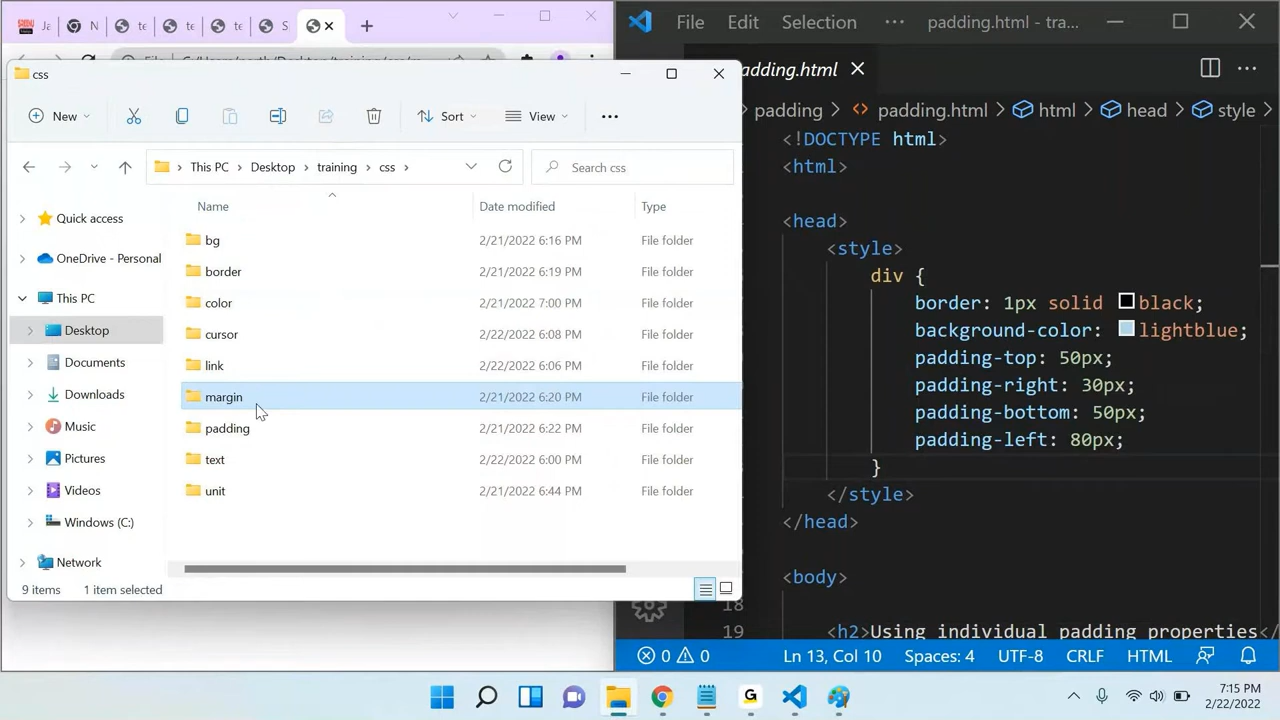 Je
N
te
te
te
S
css
New
Sort
View
This PC
Desktop
training
css
Search css
Name
Date modified
Type
Quick access
OneDrive - Personal
This PC
Desktop
Documents
Downloads
Music
Pictures
Videos
Windows (C:)
Network
bg 2/21/2022 6:16 PM File folder
border 2/21/2022 6:19 PM File folder
color 2/21/2022 7:00 PM File folder
cursor 2/22/2022 6:08 PM File folder
link 2/22/2022 6:06 PM File folder
margin 2/21/2022 6:20 PM File folder
padding 2/21/2022 6:22 PM File folder
text 2/22/2022 6:00 PM File folder
unit 2/21/2022 6:44 PM File folder
9 items 1 item selected
File Edit Selection ··· padding.html - tra...
adding.html
padding padding.html html head style
<!DOCTYPE html>
<html>
<head>
<style>
div {
border: 1px solid black;
background-color: lightblue;
padding-top: 50px;
padding-right: 30px;
padding-bottom: 50px;
padding-left: 80px;
}
</style>
</head>
<body>
18
19 <h2>Using individual padding properties</
0 0 Ln 13, Col 10 Spaces: 4 UTF-8 CRLF HTML
7:15 PM
2/22/2022